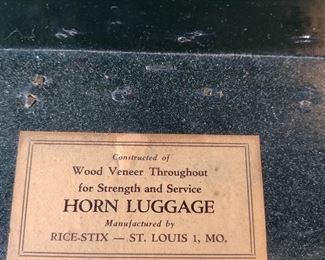 Constructed of
Wood Veneer Throughout
for Strength and Service
HORN LUGGAGE
Manufactured by
RICE-STIX — ST. LOUIS 1, MO.